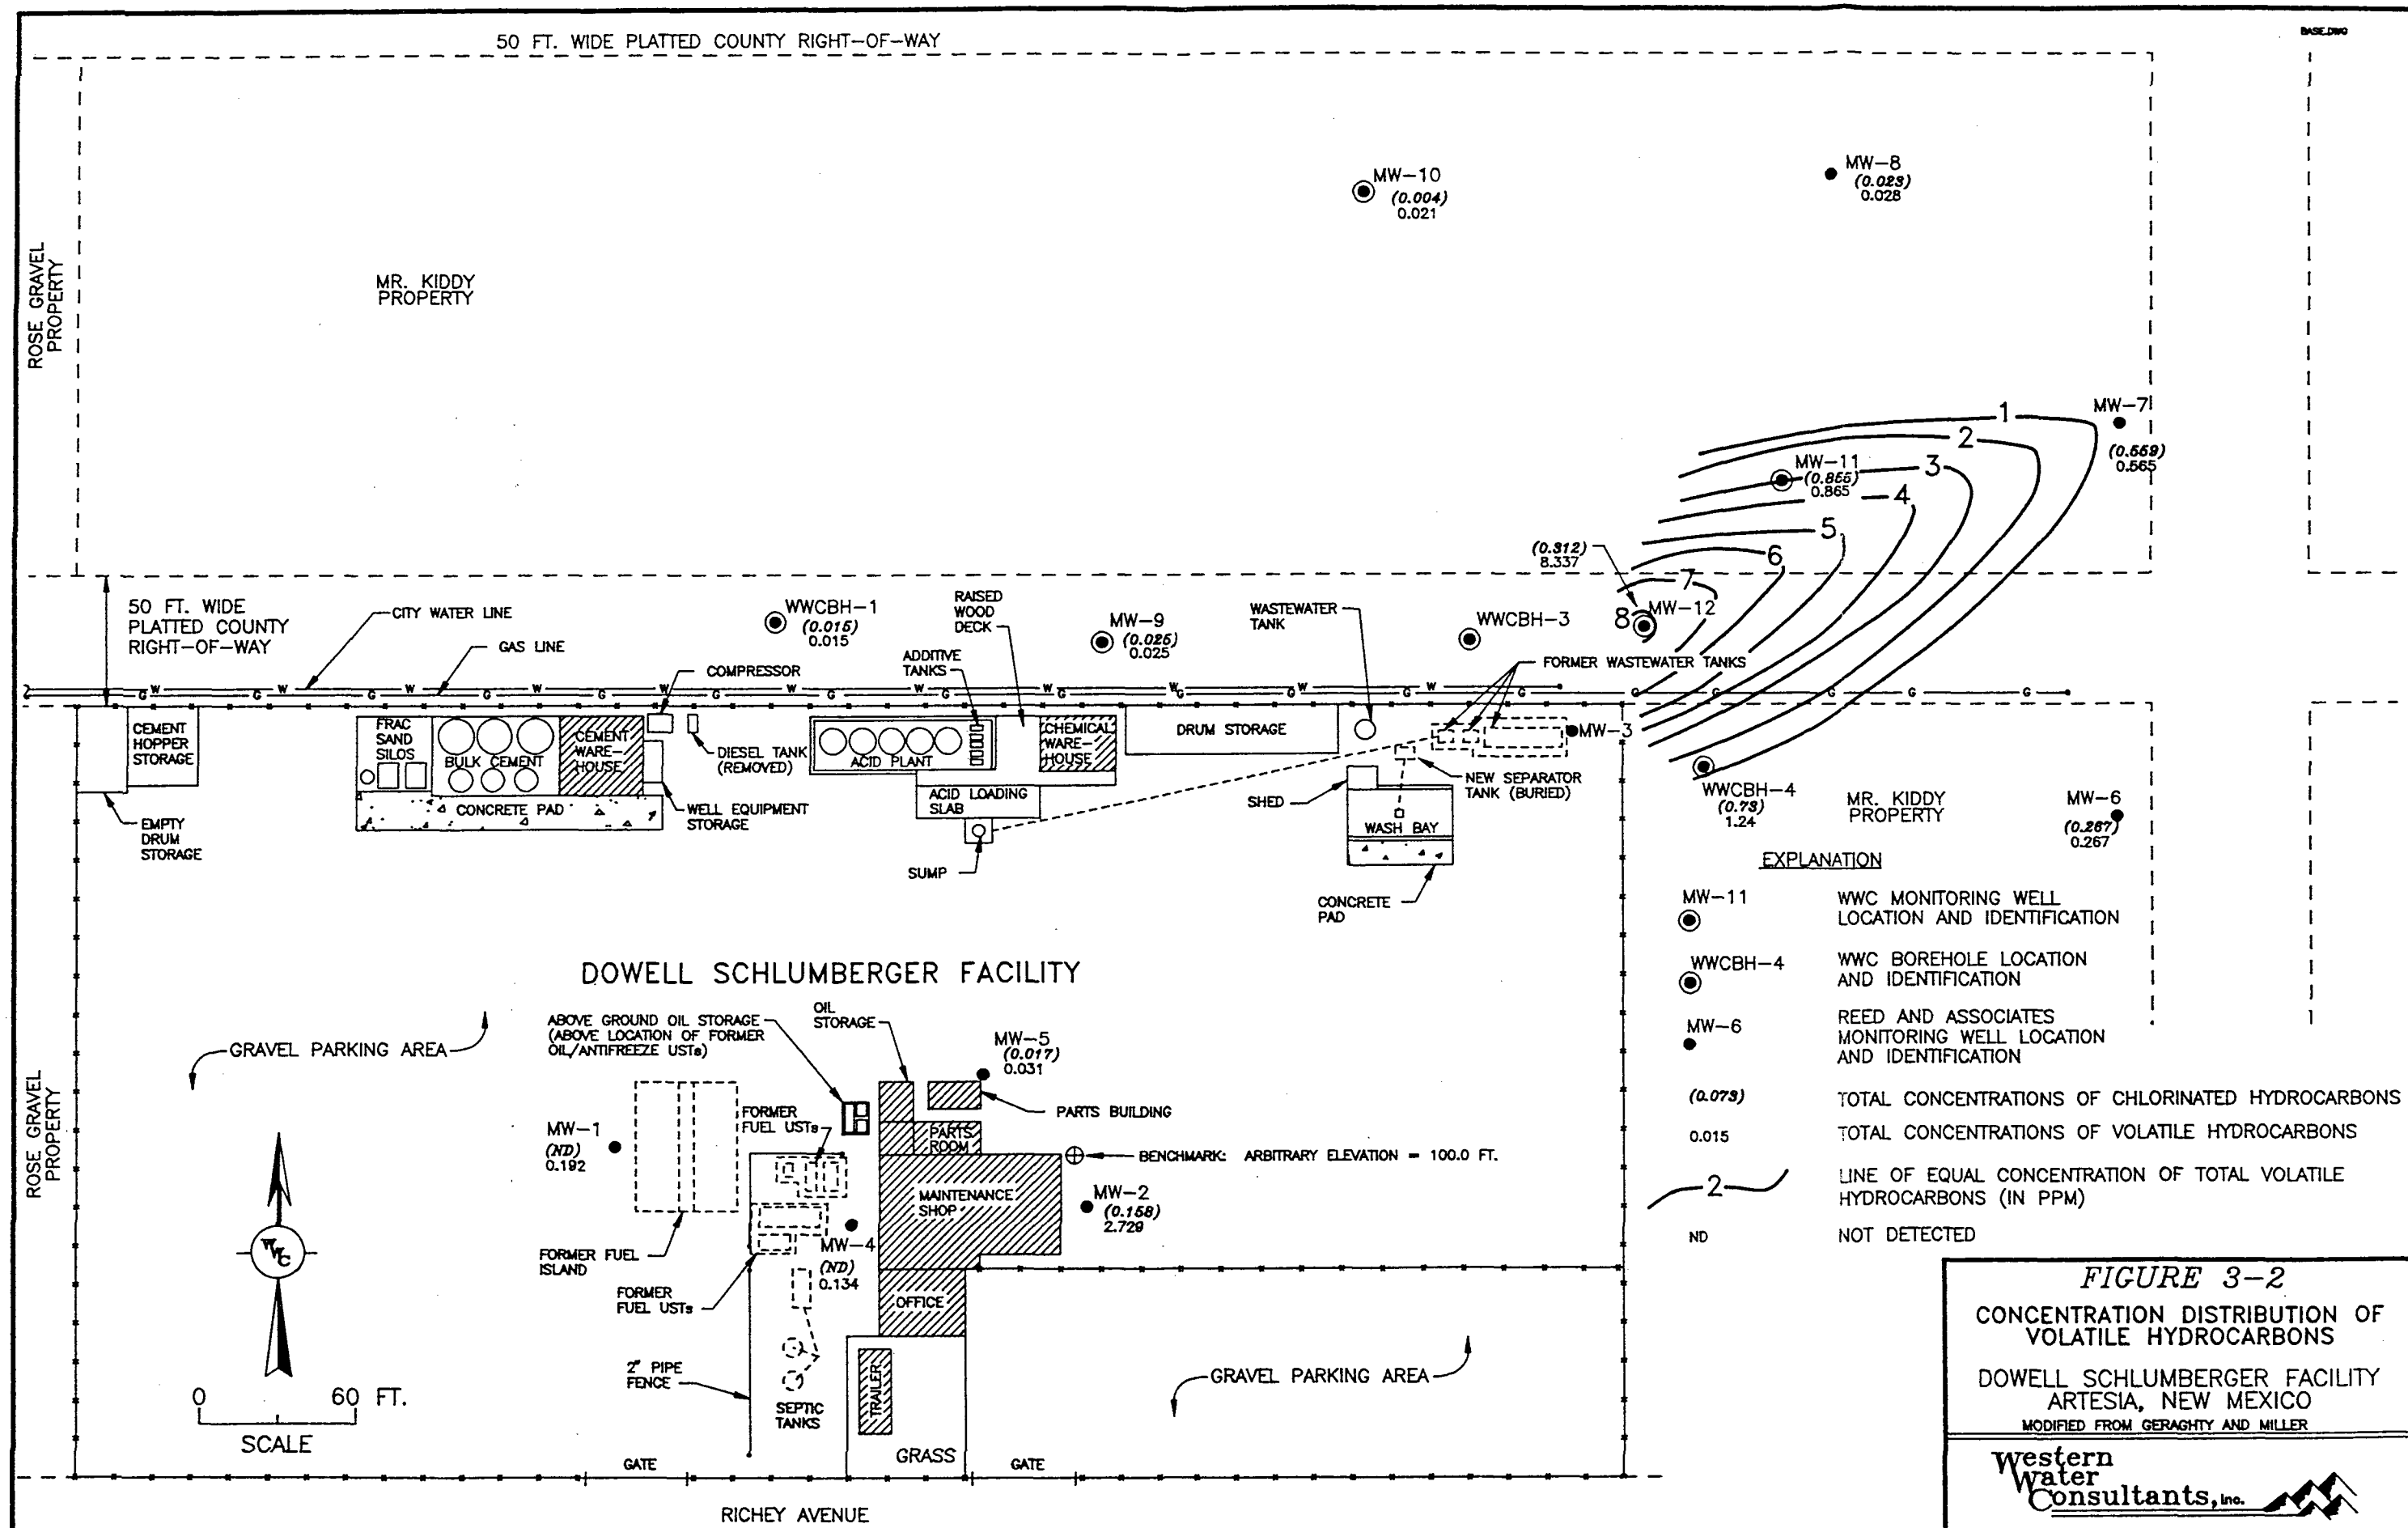 50 FT. WIDE PLATTED COUNTY RIGHT-OF-WAY
BASE.DWG
MW-10
(0.004)
0.021
MW-8
(0.023)
0.028
ROSE GRAVEL
PROPERTY
MR. KIDDY
PROPERTY
1
2
3
4
5
6
7
8
MW-7
(0.559)
0.565
MW-11
(0.855)
0.865
(0.312)
8.337
MW-12
50 FT. WIDE
PLATTED COUNTY
RIGHT-OF-WAY
CITY WATER LINE
GAS LINE
WWCBH-1
(0.015)
0.015
COMPRESSOR
MW-9
(0.025)
0.025
RAISED
WOOD
DECK
ADDITIVE
TANKS
WASTEWATER
TANK
WWCBH-3
FORMER WASTEWATER TANKS
W W W W W W W W W W W
G G G G G G G G G G G G G G G G G
CEMENT
HOPPER
STORAGE
FRAC
SAND
SILOS
BULK CEMENT
CEMENT
WARE-
HOUSE
DIESEL TANK
(REMOVED)
ACID PLANT
CHEMICAL
WARE-
HOUSE
DRUM STORAGE
MW-3
EMPTY
DRUM
STORAGE
CONCRETE PAD
WELL EQUIPMENT
STORAGE
ACID LOADING
SLAB
SUMP
SHED
WASH BAY
NEW SEPARATOR
TANK (BURIED)
CONCRETE
PAD
WWCBH-4
(0.73)
1.24
MR. KIDDY
PROPERTY
MW-6
(0.267)
0.267
EXPLANATION
MW-11
WWC MONITORING WELL
LOCATION AND IDENTIFICATION
WWCBH-4
WWC BOREHOLE LOCATION
AND IDENTIFICATION
MW-6
REED AND ASSOCIATES
MONITORING WELL LOCATION
AND IDENTIFICATION
(0.073)
TOTAL CONCENTRATIONS OF CHLORINATED HYDROCARBONS
0.015
TOTAL CONCENTRATIONS OF VOLATILE HYDROCARBONS
2
LINE OF EQUAL CONCENTRATION OF TOTAL VOLATILE
HYDROCARBONS (IN PPM)
ND
NOT DETECTED
DOWELL SCHLUMBERGER FACILITY
GRAVEL PARKING AREA
ROSE GRAVEL
PROPERTY
ABOVE GROUND OIL STORAGE
(ABOVE LOCATION OF FORMER
OIL/ANTIFREEZE USTs)
OIL
STORAGE
MW-5
(0.017)
0.031
PARTS BUILDING
MW-1
(ND)
0.192
FORMER
FUEL USTs
PARTS
ROOM
BENCHMARK: ARBITRARY ELEVATION = 100.0 FT.
MAINTENANCE
SHOP
MW-2
(0.158)
2.729
MW-4
(ND)
0.134
FORMER FUEL
ISLAND
FORMER
FUEL USTs
OFFICE
2" PIPE
FENCE
SEPTIC
TANKS
TRAILER
GRASS
GRAVEL PARKING AREA
WWC
0 60 FT.
SCALE
GATE
GATE
RICHEY AVENUE
FIGURE 3-2
CONCENTRATION DISTRIBUTION OF
VOLATILE HYDROCARBONS
DOWELL SCHLUMBERGER FACILITY
ARTESIA, NEW MEXICO
MODIFIED FROM GERAGHTY AND MILLER
Western
Water
Consultants, Inc.